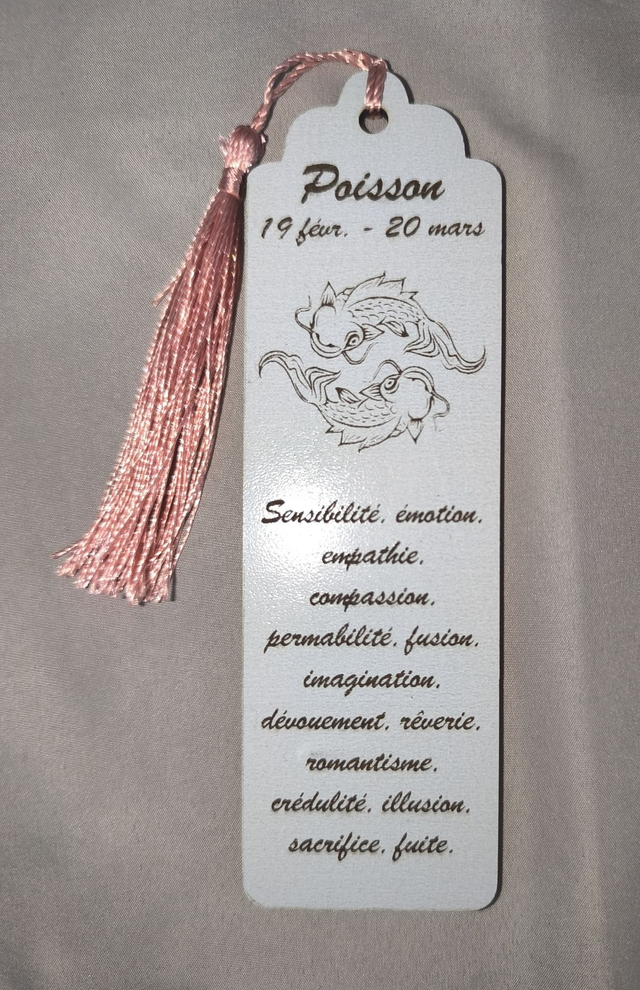 Poisson
19 févr. - 20 mars
Sensibilité, émotion,
empathie,
compassion,
permabilité, fusion,
imagination,
dévouement, rêverie,
romantisme,
crédulité, illusion,
sacrifice, fuite.